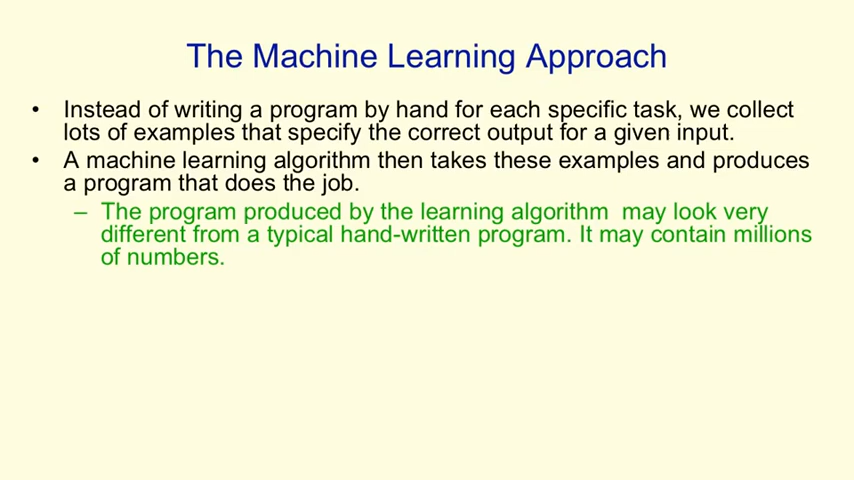 The Machine Learning Approach
• Instead of writing a program by hand for each specific task, we collect
lots of examples that specify the correct output for a given input.
• A machine learning algorithm then takes these examples and produces
a program that does the job.
– The program produced by the learning algorithm  may look very
different from a typical hand-written program. It may contain millions
of numbers.